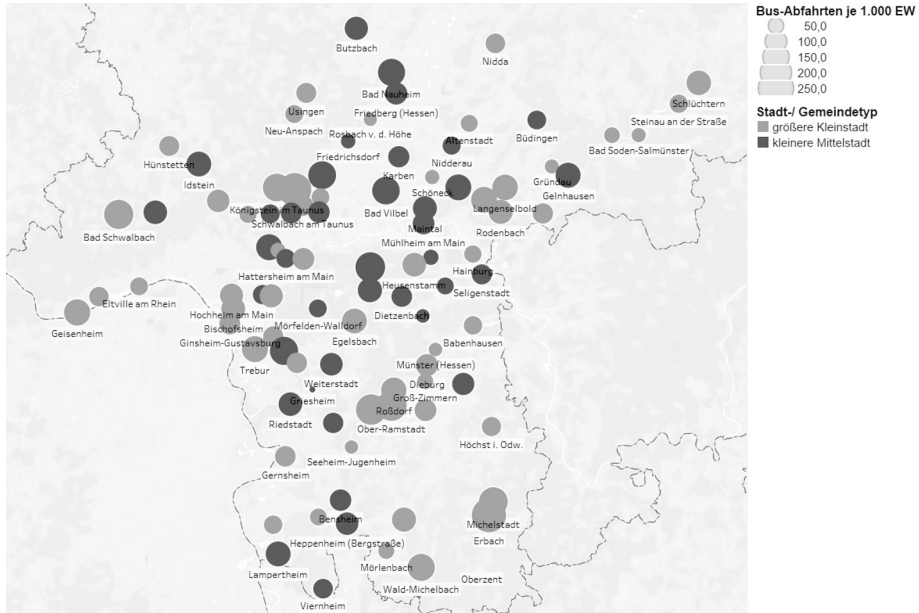 Bus-Abfahrten je 1.000 EW
50,0
100,0
150,0
200,0
250,0
Stadt-/ Gemeindetyp
größere Kleinstadt
kleinere Mittelstadt
Butzbach
Nidda
Bad Nauheim
Schlüchtern
Usingen
Friedberg (Hessen)
Steinau an der Straße
Neu-Anspach
Rosbach v. d. Höhe
Altenstadt
Büdingen
Bad Soden-Salmünster
Friedrichsdorf
Nidderau
Hünstetten
Karben
Idstein
Gründau
Schöneck
Gelnhausen
Königstein im Taunus
Bad Vilbel
Langenselbold
Schwalbach am Taunus
Maintal
Rodenbach
Bad Schwalbach
Mühlheim am Main
Hattersheim am Main
Hainburg
Heusenstamm
Seligenstadt
Eltville am Rhein
Hochheim am Main
Dietzenbach
Geisenheim
Bischofsheim
Mörfelden-Walldorf
Ginsheim-Gustavsburg
Egelsbach
Babenhausen
Trebur
Münster (Hessen)
Weiterstadt
Dieburg
Griesheim
Groß-Zimmern
Roßdorf
Riedstadt
Ober-Ramstadt
Höchst i. Odw.
Seeheim-Jugenheim
Gernsheim
Bensheim
Michelstadt
Heppenheim (Bergstraße)
Erbach
Mörlenbach
Lampertheim
Oberzent
Wald-Michelbach
Viernheim